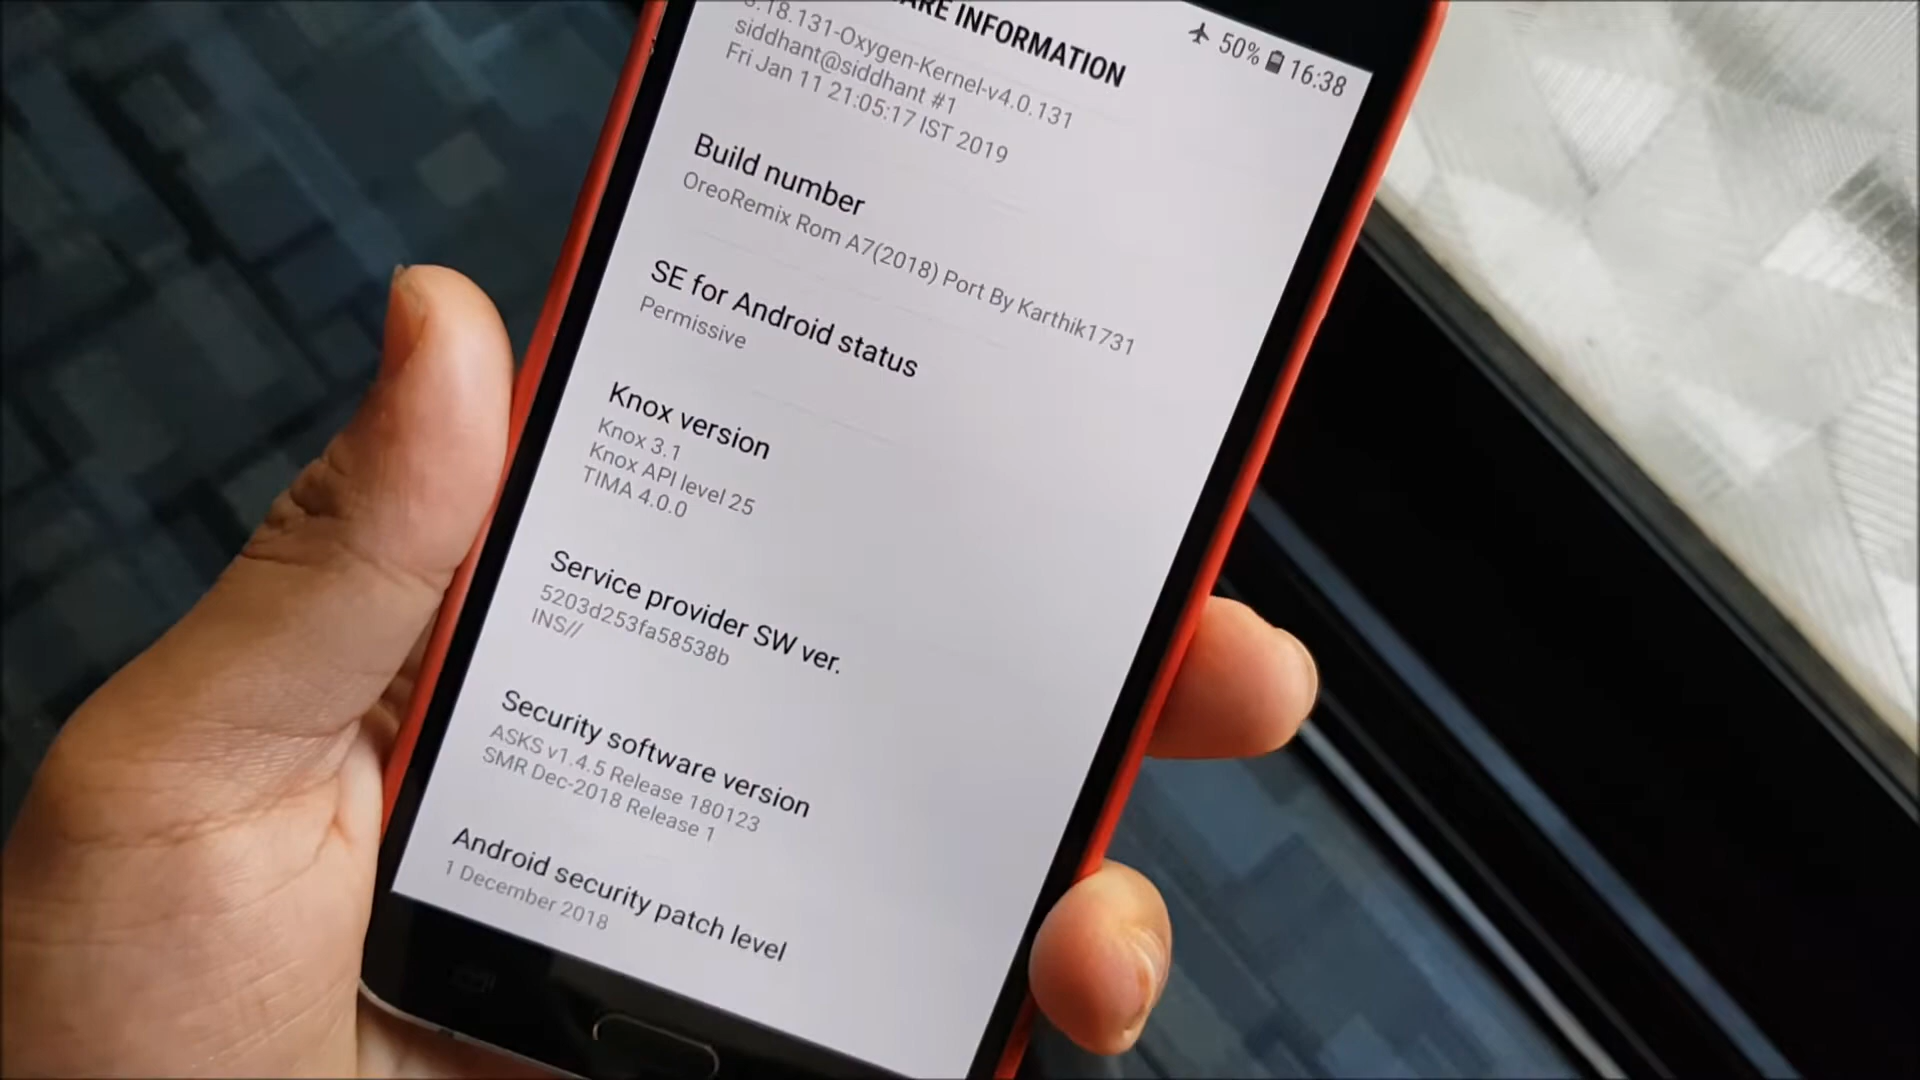 50% 16:38
ARE INFORMATION
3.18.131-Oxygen-Kernel-v4.0.131
siddhant@siddhant #1
Fri Jan 11 21:05:17 IST 2019
Build number
OreoRemix Rom A7(2018) Port By Karthik1731
SE for Android status
Permissive
Knox version
Knox 3.1
Knox API level 25
TIMA 4.0.0
Service provider SW ver.
5203d253fa58538b
INS//
Security software version
ASKS v1.4.5 Release 180123
SMR Dec-2018 Release 1
Android security patch level
1 December 2018